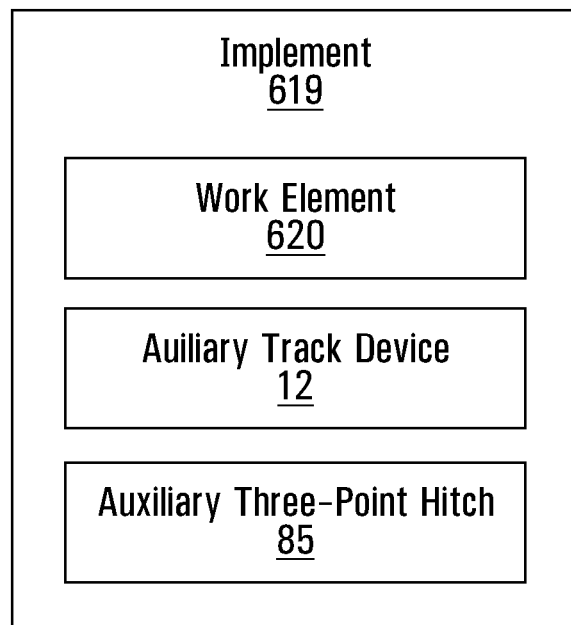 Implement
619
Work Element
620
Auiliary Track Device
12
Auxiliary Three-Point Hitch
85